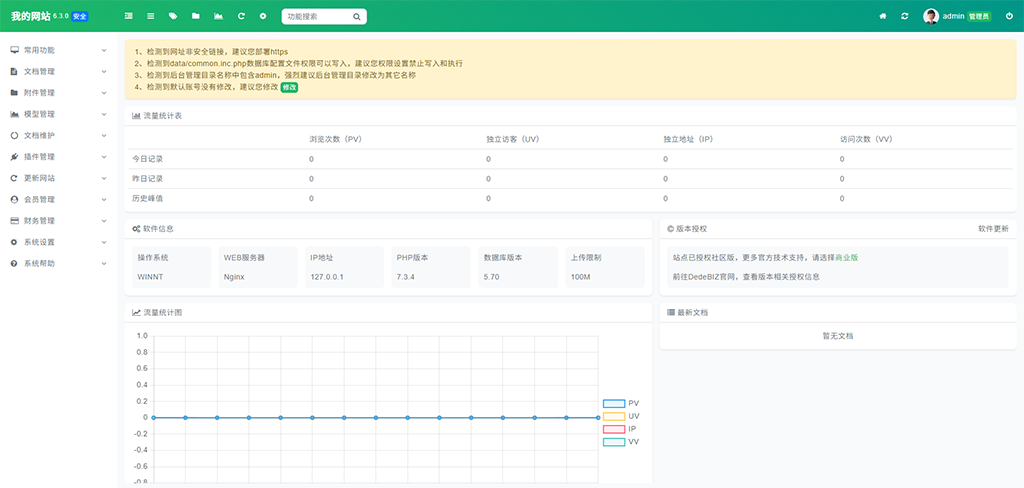 我的网站 6.3.0 安全
功能搜索
admin 管理员
常用功能
文档管理
附件管理
模型管理
文档维护
插件管理
更新网站
会员管理
财务管理
系统设置
系统帮助
1、检测到网址非安全链接，建议您部署https
2、检测到data/common.inc.php数据库配置文件权限可以写入，建议您权限设置禁止写入和执行
3、检测到后台管理目录名称中包含admin，强烈建议后台管理目录修改为其它名称
4、检测到默认账号没有修改，建议您修改 修改
流量统计表
浏览次数（PV） 独立访客（UV） 独立地址（IP） 访问次数（VV）
今日记录 0 0 0 0
昨日记录 0 0 0 0
历史峰值 0 0 0 0
软件信息
操作系统 WEB服务器 IP地址 PHP版本 数据库版本 上传限制
WINNT Nginx 127.0.0.1 7.3.4 5.70 100M
版本授权 软件更新
站点已授权社区版，更多官方技术支持，请选择商业版
前往DedeBIZ官网，查看版本相关授权信息
流量统计图
1.0
0.8
0.6
0.4
0.2
0
-0.2
-0.4
-0.6
-0.8
PV
UV
IP
VV
最新文档
暂无文档